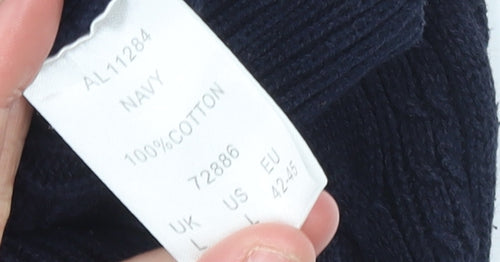 AL11284
NAVY
100%COTTON
72886
UK US EU
L L 42-45